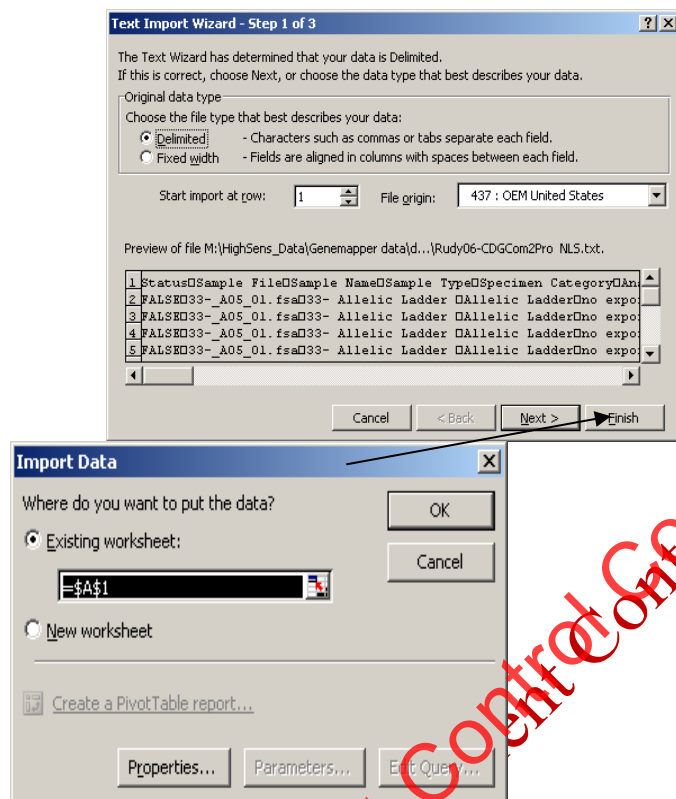 Text Import Wizard - Step 1 of 3
The Text Wizard has determined that your data is Delimited.
If this is correct, choose Next, or choose the data type that best describes your data.
Original data type
Choose the file type that best describes your data:
Delimited - Characters such as commas or tabs separate each field.
Fixed width - Fields are aligned in columns with spaces between each field.
Start import at row: 1 File origin: 437 : OEM United States
Preview of file M:\HighSens_Data\Genemapper data\d...\Rudy06-CDGCom2Pro NLS.txt.
1 Status□Sample File□Sample Name□Sample Type□Specimen Category□An
2 FALSE□33-_A05_01.fsa□33- Allelic Ladder □Allelic Ladder□no expo
3 FALSE□33-_A05_01.fsa□33- Allelic Ladder □Allelic Ladder□no expo
4 FALSE□33-_A05_01.fsa□33- Allelic Ladder □Allelic Ladder□no expo
5 FALSE□33-_A05_01.fsa□33- Allelic Ladder □Allelic Ladder□no expo
Cancel < Back Next > Finish
Import Data
Where do you want to put the data?
OK
Existing worksheet:
Cancel
=$A$1
New worksheet
Create a PivotTable report...
Properties... Parameters... Edit Query...
Control Co
ent Cont